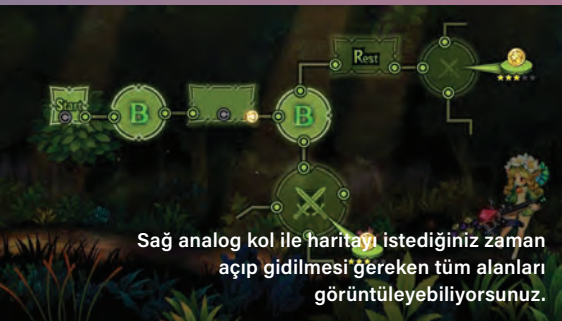 Rest
Start
B
B
Sağ analog kol ile haritayı istediğiniz zaman
açıp gidilmesi gereken tüm alanları
görüntüleyebiliyorsunuz.